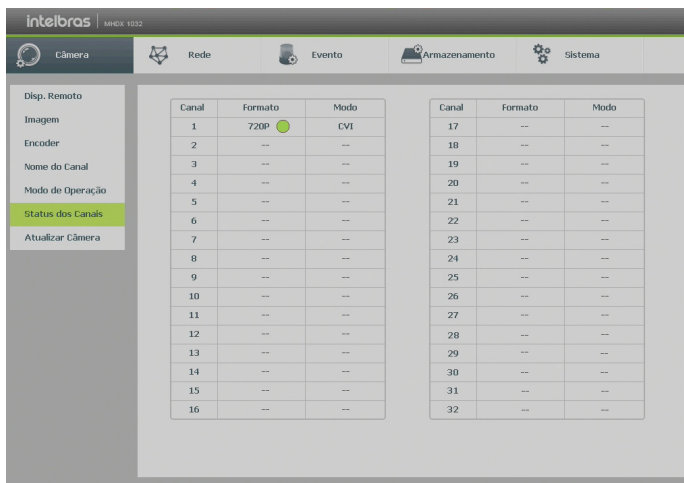 intelbras MHDX 1032
Câmera Rede Evento Armazenamento Sistema
Disp. Remoto
Imagem
Encoder
Nome do Canal
Modo de Operação
Status dos Canais
Atualizar Câmera
Canal Formato Modo
1 720P CVI
2 -- --
3 -- --
4 -- --
5 -- --
6 -- --
7 -- --
8 -- --
9 -- --
10 -- --
11 -- --
12 -- --
13 -- --
14 -- --
15 -- --
16 -- --
Canal Formato Modo
17 -- --
18 -- --
19 -- --
20 -- --
21 -- --
22 -- --
23 -- --
24 -- --
25 -- --
26 -- --
27 -- --
28 -- --
29 -- --
30 -- --
31 -- --
32 -- --